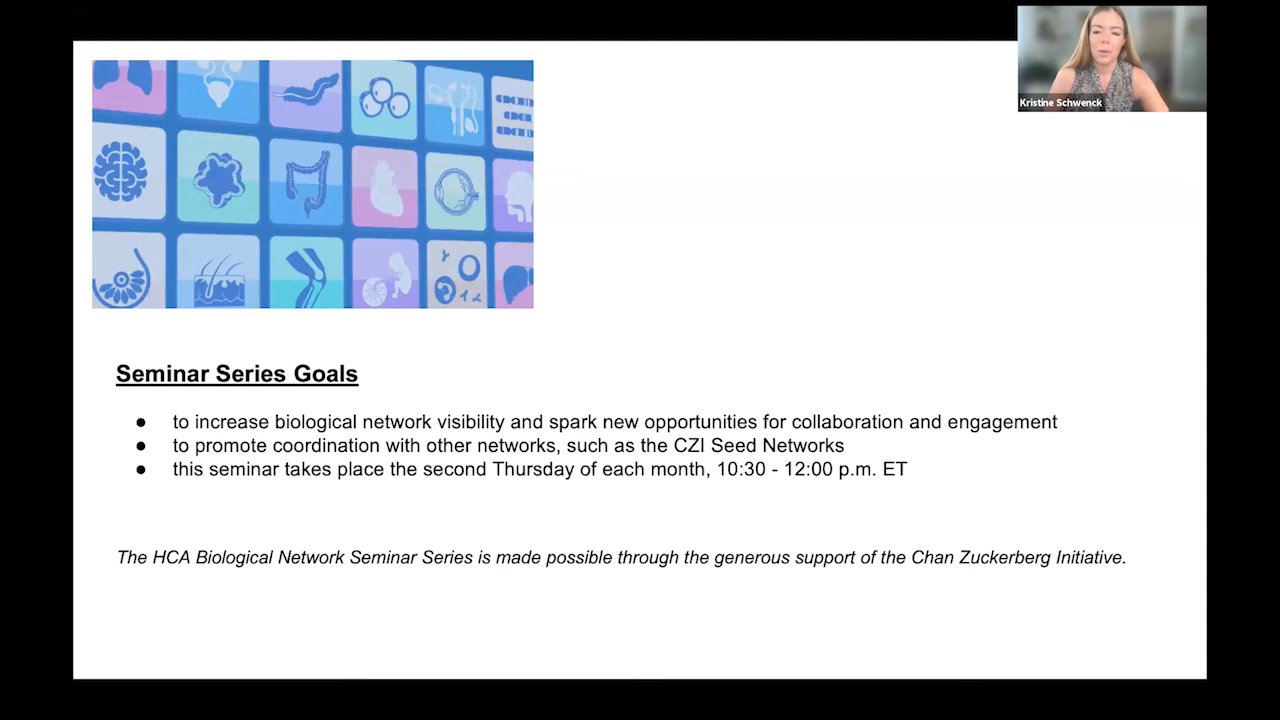 Kristine Schwenck
Seminar Series Goals
● to increase biological network visibility and spark new opportunities for collaboration and engagement
● to promote coordination with other networks, such as the CZI Seed Networks
● this seminar takes place the second Thursday of each month, 10:30 - 12:00 p.m. ET
The HCA Biological Network Seminar Series is made possible through the generous support of the Chan Zuckerberg Initiative.